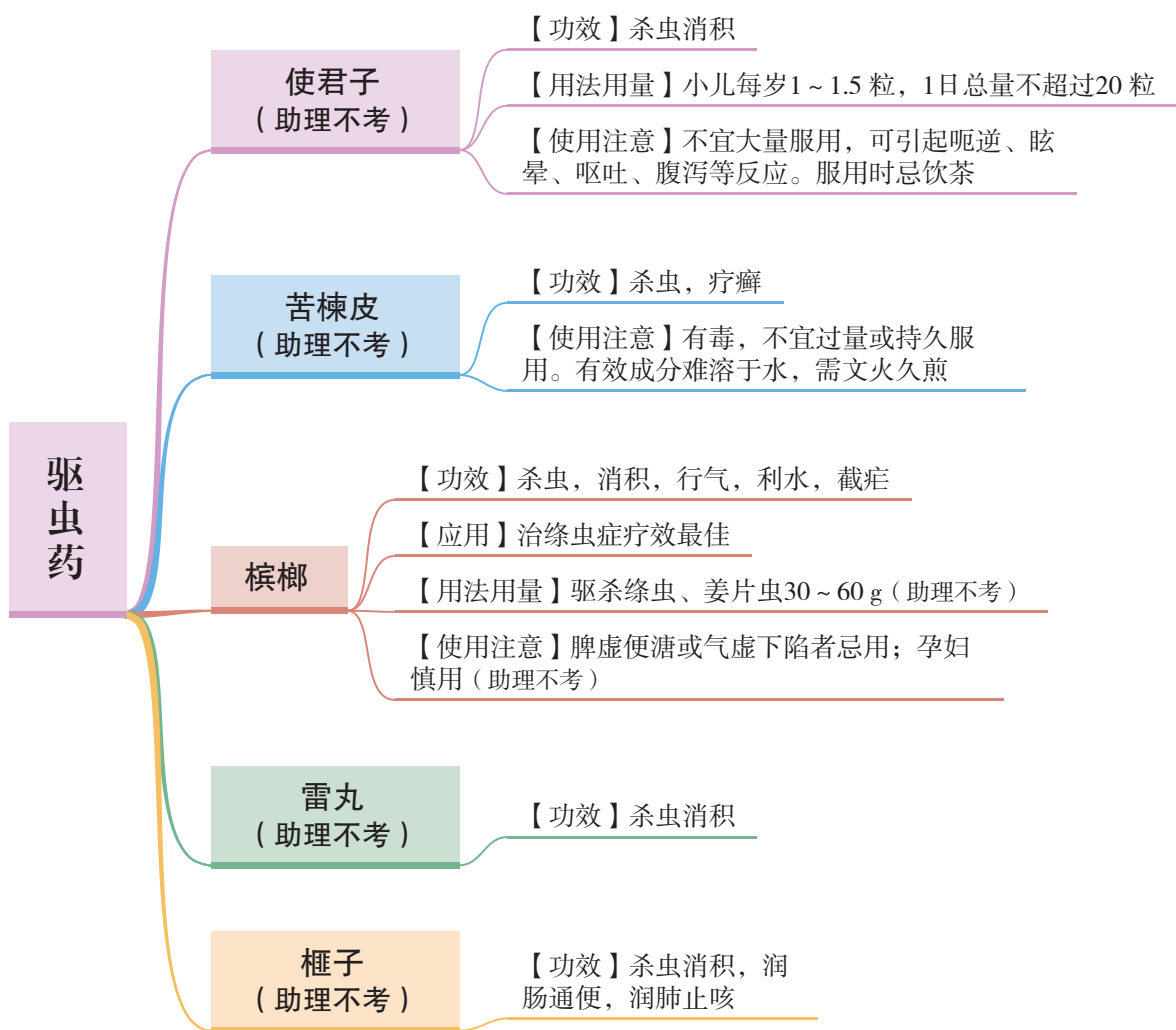 驱虫药
使君子
（助理不考）
【功效】杀虫消积
【用法用量】小儿每岁1 ~ 1.5 粒，1日总量不超过20 粒
【使用注意】不宜大量服用，可引起呃逆、眩
晕、呕吐、腹泻等反应。服用时忌饮茶
苦楝皮
（助理不考）
【功效】杀虫，疗癣
【使用注意】有毒，不宜过量或持久服
用。有效成分难溶于水，需文火久煎
槟榔
【功效】杀虫，消积，行气，利水，截疟
【应用】治绦虫症疗效最佳
【用法用量】驱杀绦虫、姜片虫30 ~ 60 g（助理不考）
【使用注意】脾虚便溏或气虚下陷者忌用；孕妇
慎用（助理不考）
雷丸
（助理不考）
【功效】杀虫消积
榧子
（助理不考）
【功效】杀虫消积，润
肠通便，润肺止咳